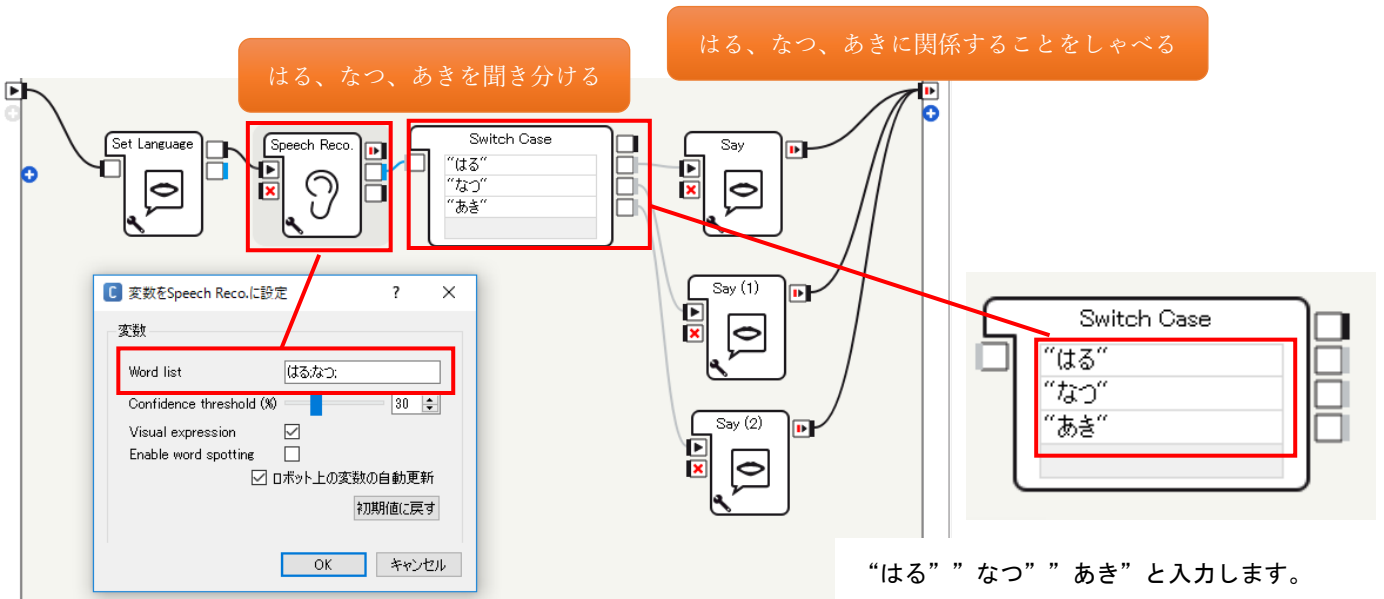 はる、なつ、あきに関係することをしゃべる
はる、なつ、あきを聞き分ける
Set Language
Speech Reco.
Switch Case
“はる“
“なつ“
“あき“
Say
Say (1)
Say (2)
C 変数をSpeech Reco.に設定 ? ×
変数
Word list はる;なつ;
Confidence threshold (%) 30
Visual expression
Enable word spotting
ロボット上の変数の自動更新
初期値に戻す
OK キャンセル
Switch Case
“はる“
“なつ“
“あき“
“はる””なつ””あき”と入力します。